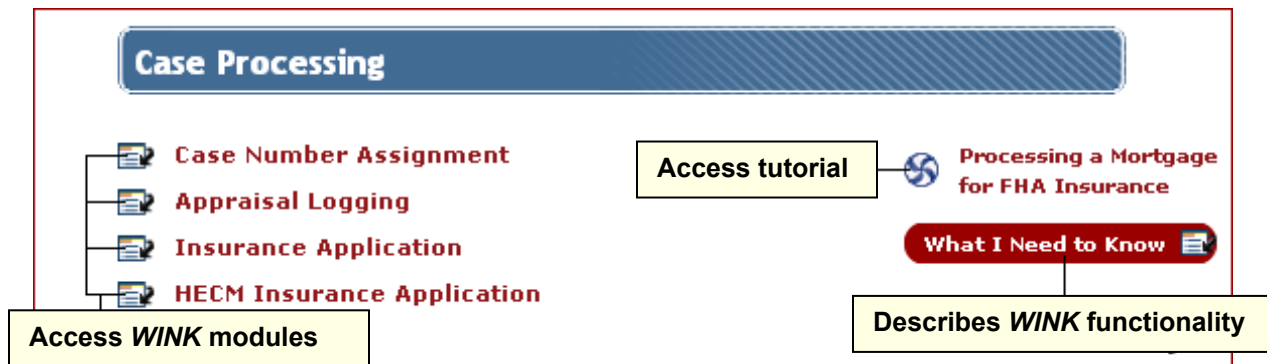 Case Processing
Case Number Assignment
Appraisal Logging
Insurance Application
HECM Insurance Application
Access WINK modules
Access tutorial
Processing a Mortgage
for FHA Insurance
What I Need to Know
Describes WINK functionality